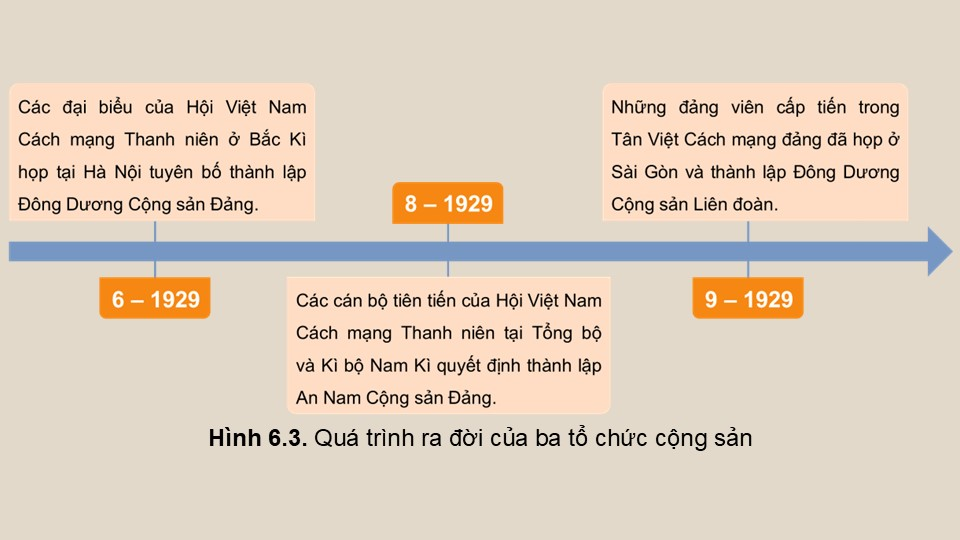 Các đại biểu của Hội Việt Nam
Cách mạng Thanh niên ở Bắc Kì
họp tại Hà Nội tuyên bố thành lập
Đông Dương Cộng sản Đảng.
6 – 1929
8 – 1929
Các cán bộ tiên tiến của Hội Việt Nam
Cách mạng Thanh niên tại Tổng bộ
và Kì bộ Nam Kì quyết định thành lập
An Nam Cộng sản Đảng.
Những đảng viên cấp tiến trong
Tân Việt Cách mạng đảng đã họp ở
Sài Gòn và thành lập Đông Dương
Cộng sản Liên đoàn.
9 – 1929
Hình 6.3. Quá trình ra đời của ba tổ chức cộng sản